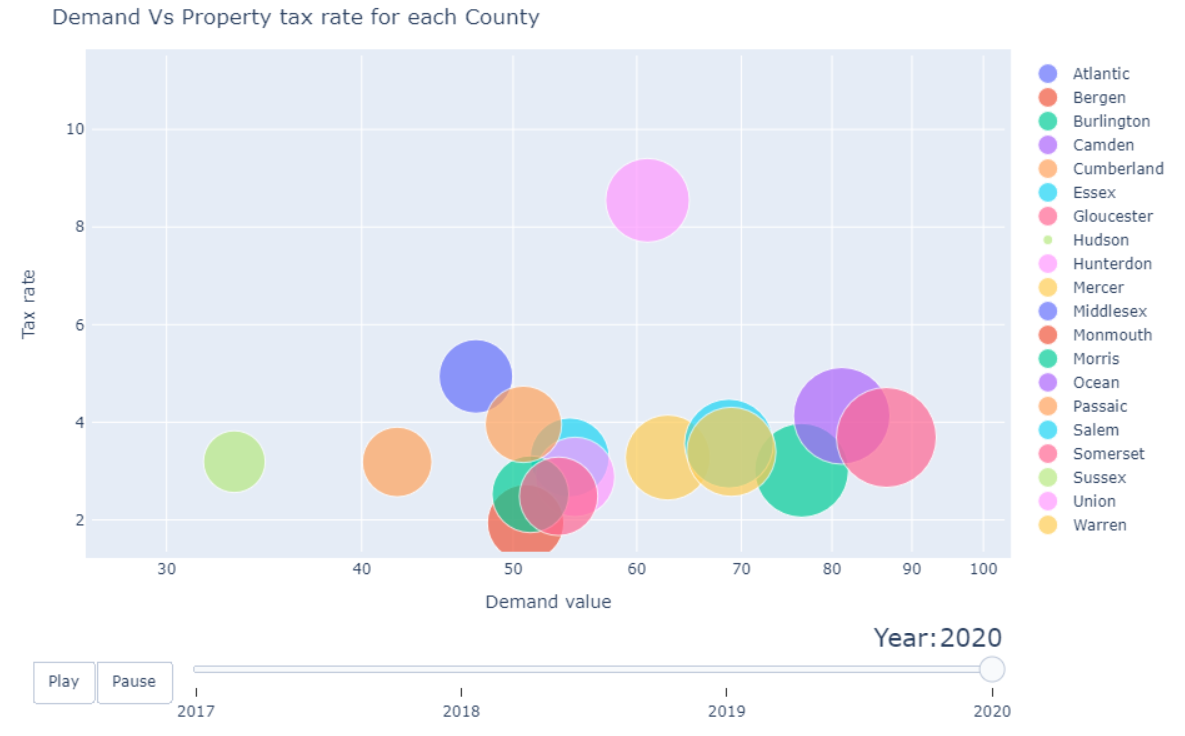 Demand Vs Property tax rate for each County
Tax rate
10
8
6
4
2
30 40 50 60 70 80 90 100
Demand value
Atlantic
Bergen
Burlington
Camden
Cumberland
Essex
Gloucester
Hudson
Hunterdon
Mercer
Middlesex
Monmouth
Morris
Ocean
Passaic
Salem
Somerset
Sussex
Union
Warren
Year:2020
Play Pause
2017 2018 2019 2020